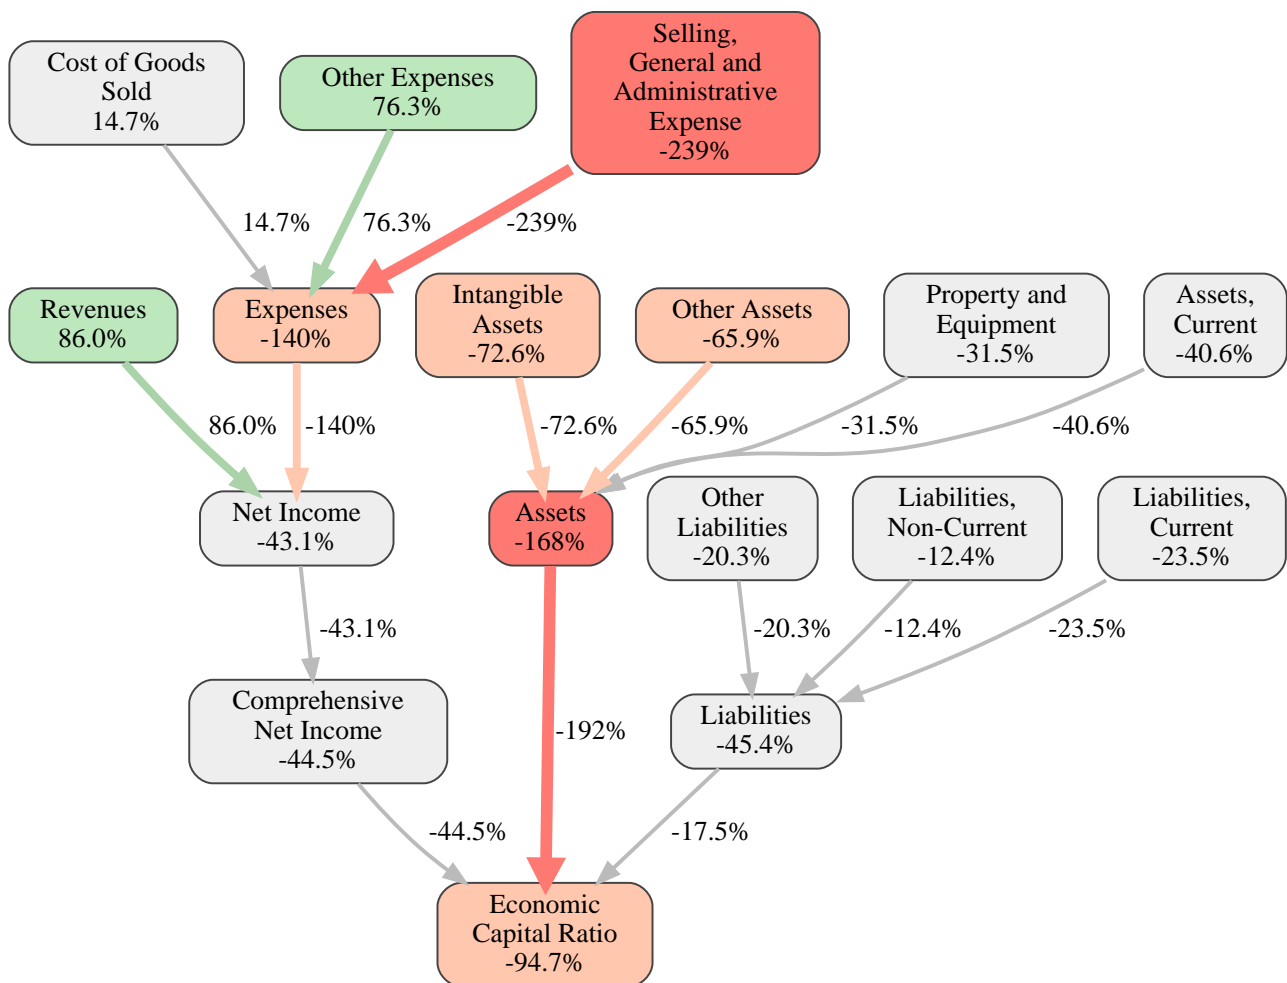 Cost of Goods
Sold
14.7%
Other Expenses
76.3%
Selling,
General and
Administrative
Expense
-239%
14.7%
76.3%
-239%
Revenues
86.0%
Expenses
-140%
Intangible
Assets
-72.6%
Other Assets
-65.9%
Property and
Equipment
-31.5%
Assets,
Current
-40.6%
86.0%
-140%
-72.6%
-65.9%
-31.5%
-40.6%
Net Income
-43.1%
Assets
-168%
Other
Liabilities
-20.3%
Liabilities,
Non-Current
-12.4%
Liabilities,
Current
-23.5%
-43.1%
-20.3%
-12.4%
-23.5%
Comprehensive
Net Income
-44.5%
-192%
Liabilities
-45.4%
-44.5%
-17.5%
Economic
Capital Ratio
-94.7%